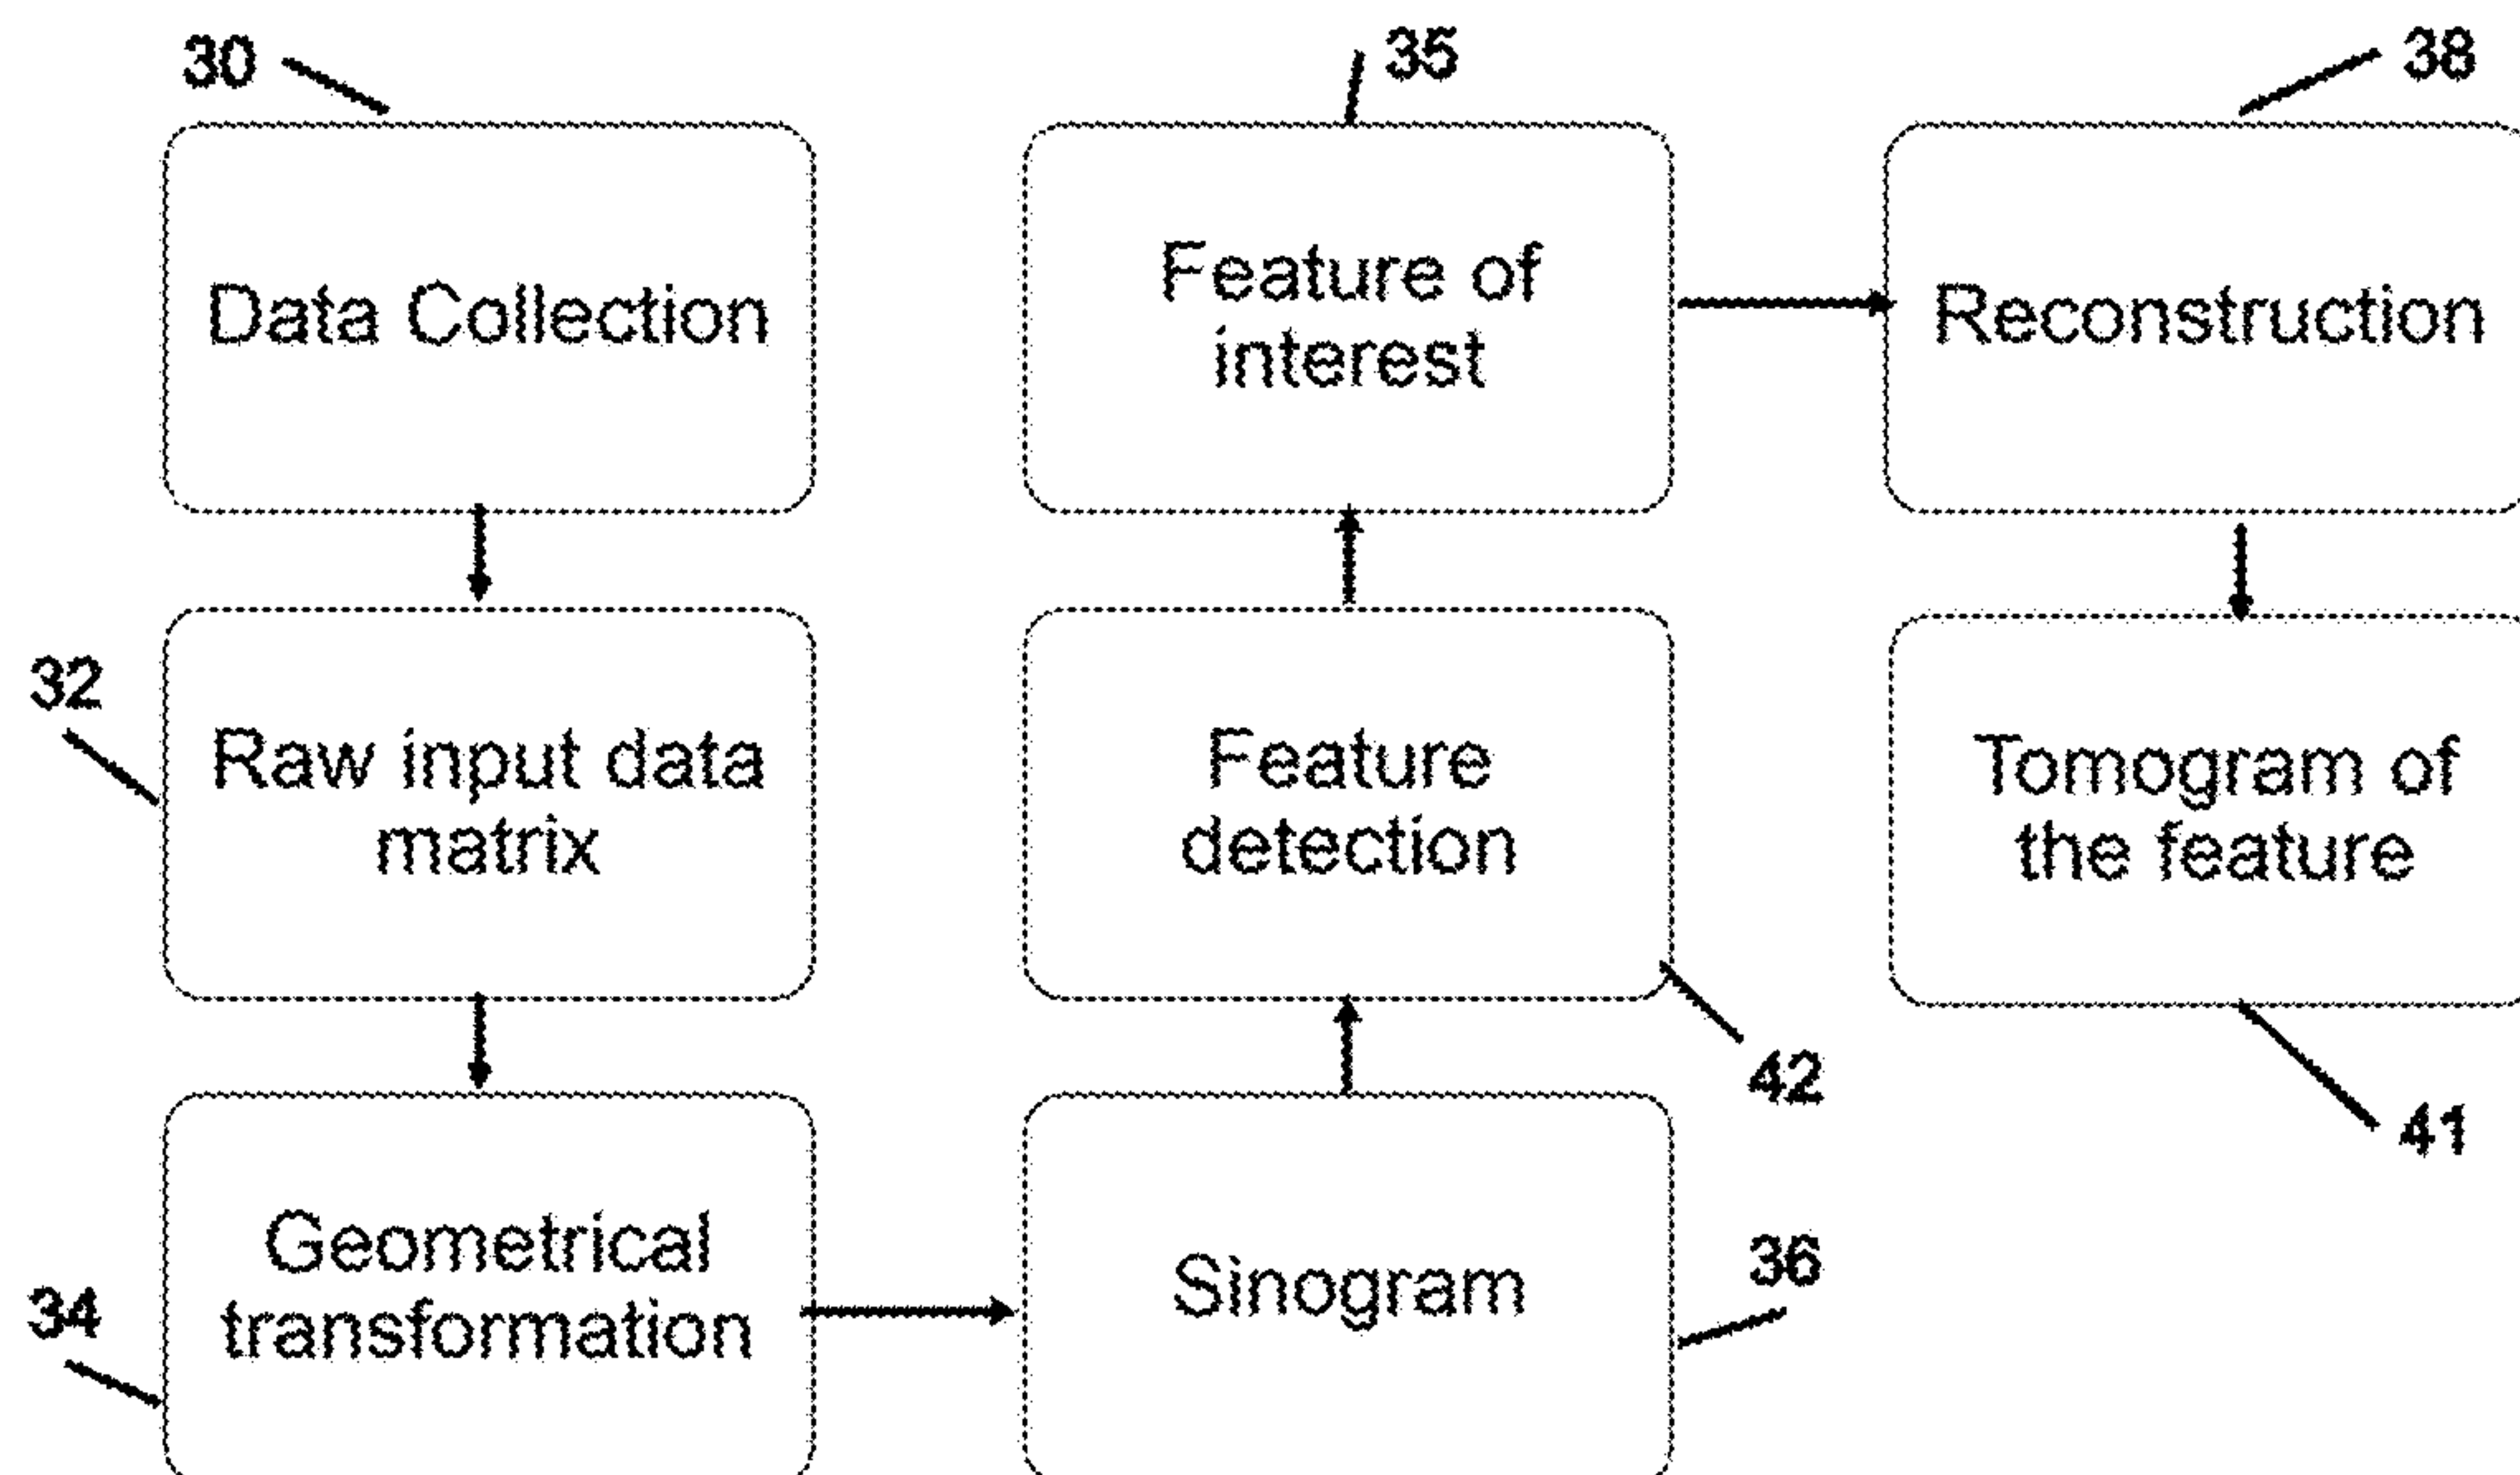 30
35
38
Data Collection
Feature of
interest
Reconstruction
32
Raw input data
matrix
Feature
detection
Tomogram of
the feature
42
41
34
Geometrical
transformation
Sinogram
36